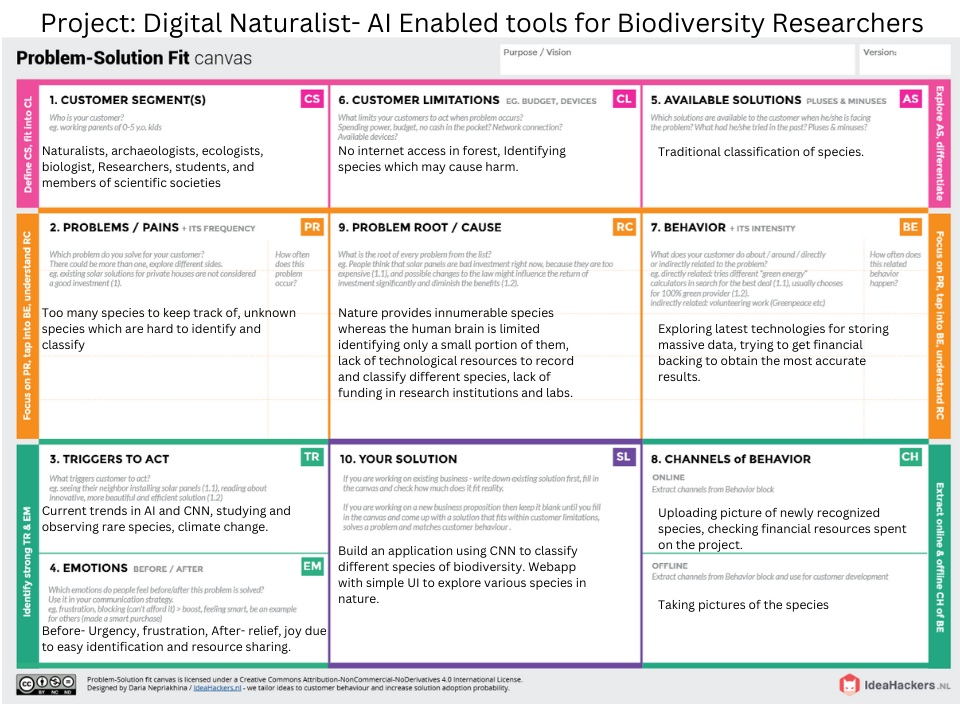 Project: Digital Naturalist- AI Enabled tools for Biodiversity Researchers
Problem-Solution Fit canvas
Purpose / Vision
Version:
Define CS, fit into CL
1. CUSTOMER SEGMENT(S)
CS
Who is your customer?
eg. working parents of 0-5 y.o. kids
Naturalists, archaeologists, ecologists,
biologist, Researchers, students, and
members of scientific societies
6. CUSTOMER LIMITATIONS EG. BUDGET, DEVICES
CL
What limits your customers to act when problem occurs?
Spending power, budget, no cash in the pocket? Network connection?
Available devices?
No internet access in forest, Identifying
species which may cause harm.
5. AVAILABLE SOLUTIONS PLUSES & MINUSES
AS
Which solutions are available to the customer when he/she is facing
the problem? What had he/she tried in the past? Pluses & minuses?
Traditional classification of species.
Explore AS, differentiate
Focus on PR, tap into BE, understand RC
2. PROBLEMS / PAINS + ITS FREQUENCY
PR
Which problem do you solve for your customer?
There could be more than one, explore different sides.
eg. existing solar solutions for private houses are not considered
a good investment (1).
How often
does this
problem
occur?
Too many species to keep track of, unknown
species which are hard to identify and
classify
9. PROBLEM ROOT / CAUSE
RC
What is the root of every problem from the list?
eg. People think that solar panels are bad investment right now, because they are too
expensive (1.1), and possible changes to the law might influence the return of
investment significantly and diminish the benefits (1.2).
Nature provides innumerable species
whereas the human brain is limited
identifying only a small portion of them,
lack of technological resources to record
and classify different species, lack of
funding in research institutions and labs.
7. BEHAVIOR + ITS INTENSITY
BE
What does your customer do about / around / directly
or indirectly related to the problem?
eg. directly related: tries different "green energy"
calculators in search for the best deal (1.1), usually chooses
for 100% green provider (1.2).
indirectly related: volunteering work (Greenpeace etc)
How often does
this related
behavior
happen?
Exploring latest technologies for storing
massive data, trying to get financial
backing to obtain the most accurate
results.
Focus on PR, tap into BE, understand RC
Identify strong TR & EM
3. TRIGGERS TO ACT
TR
What triggers customer to act?
eg. seeing their neighbor installing solar panels (1.1), reading about
innovative, more beautiful and efficient solution (1.2)
Current trends in AI and CNN, studying and
observing rare species, climate change.
4. EMOTIONS BEFORE / AFTER
EM
Which emotions do people feel before/after this problem is solved?
Use it in your communication strategy.
eg. frustration, blocking (can't afford it) > boost, feeling smart, be an example
for others (made a smart purchase)
Before- Urgency, frustration, After- relief, joy due
to easy identification and resource sharing.
10. YOUR SOLUTION
SL
If you are working on existing business - write down existing solution first, fill in
the canvas and check how much does it fit reality.
If you are working on a new business proposition then keep it blank until you fill
in the canvas and come up with a solution that fits within customer limitations,
solves a problem and matches customer behaviour .
Build an application using CNN to classify
different species of biodiversity. Webapp
with simple UI to explore various species in
nature.
8. CHANNELS of BEHAVIOR
CH
ONLINE
Extract channels from Behavior block
Uploading picture of newly recognized
species, checking financial resources spent
on the project.
OFFLINE
Extract channels from Behavior block and use for customer development
Taking pictures of the species
Extract online & offline CH of BE
CC BY NC ND
Problem-Solution fit canvas is licensed under a Creative Commons Attribution-NonCommercial-NoDerivatives 4.0 International License.
Designed by Daria Nepriakhina / IdeaHackers.nl - we tailor ideas to customer behaviour and increase solution adoption probability.
IdeaHackers.NL